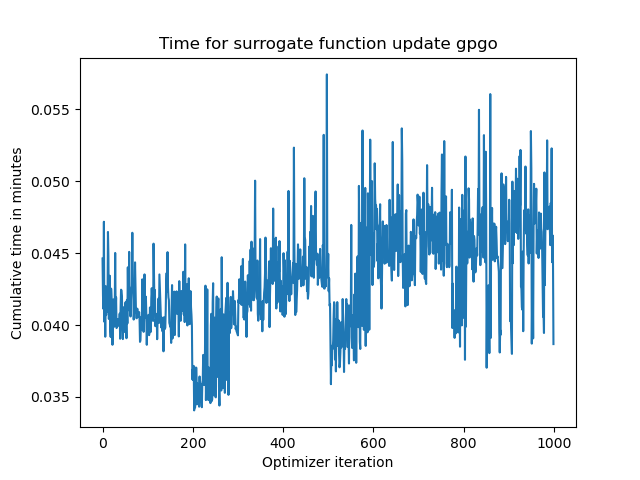 Time for surrogate function update gpgo
Cumulative time in minutes
0.055
0.050
0.045
0.040
0.035
0 200 400 600 800 1000
Optimizer iteration